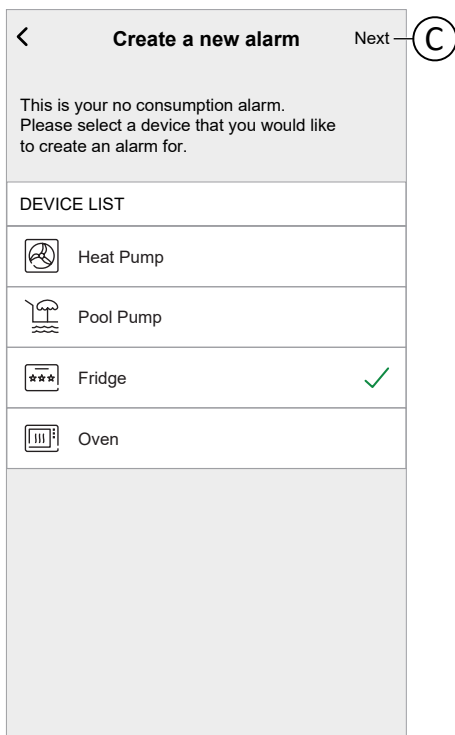 Create a new alarm Next C
This is your no consumption alarm.
Please select a device that you would like
to create an alarm for.
DEVICE LIST
Heat Pump
Pool Pump
Fridge
Oven